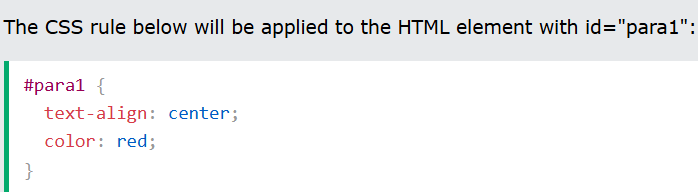 The CSS rule below will be applied to the HTML element with id="para1":
#para1 {
  text-align: center;
  color: red;
}